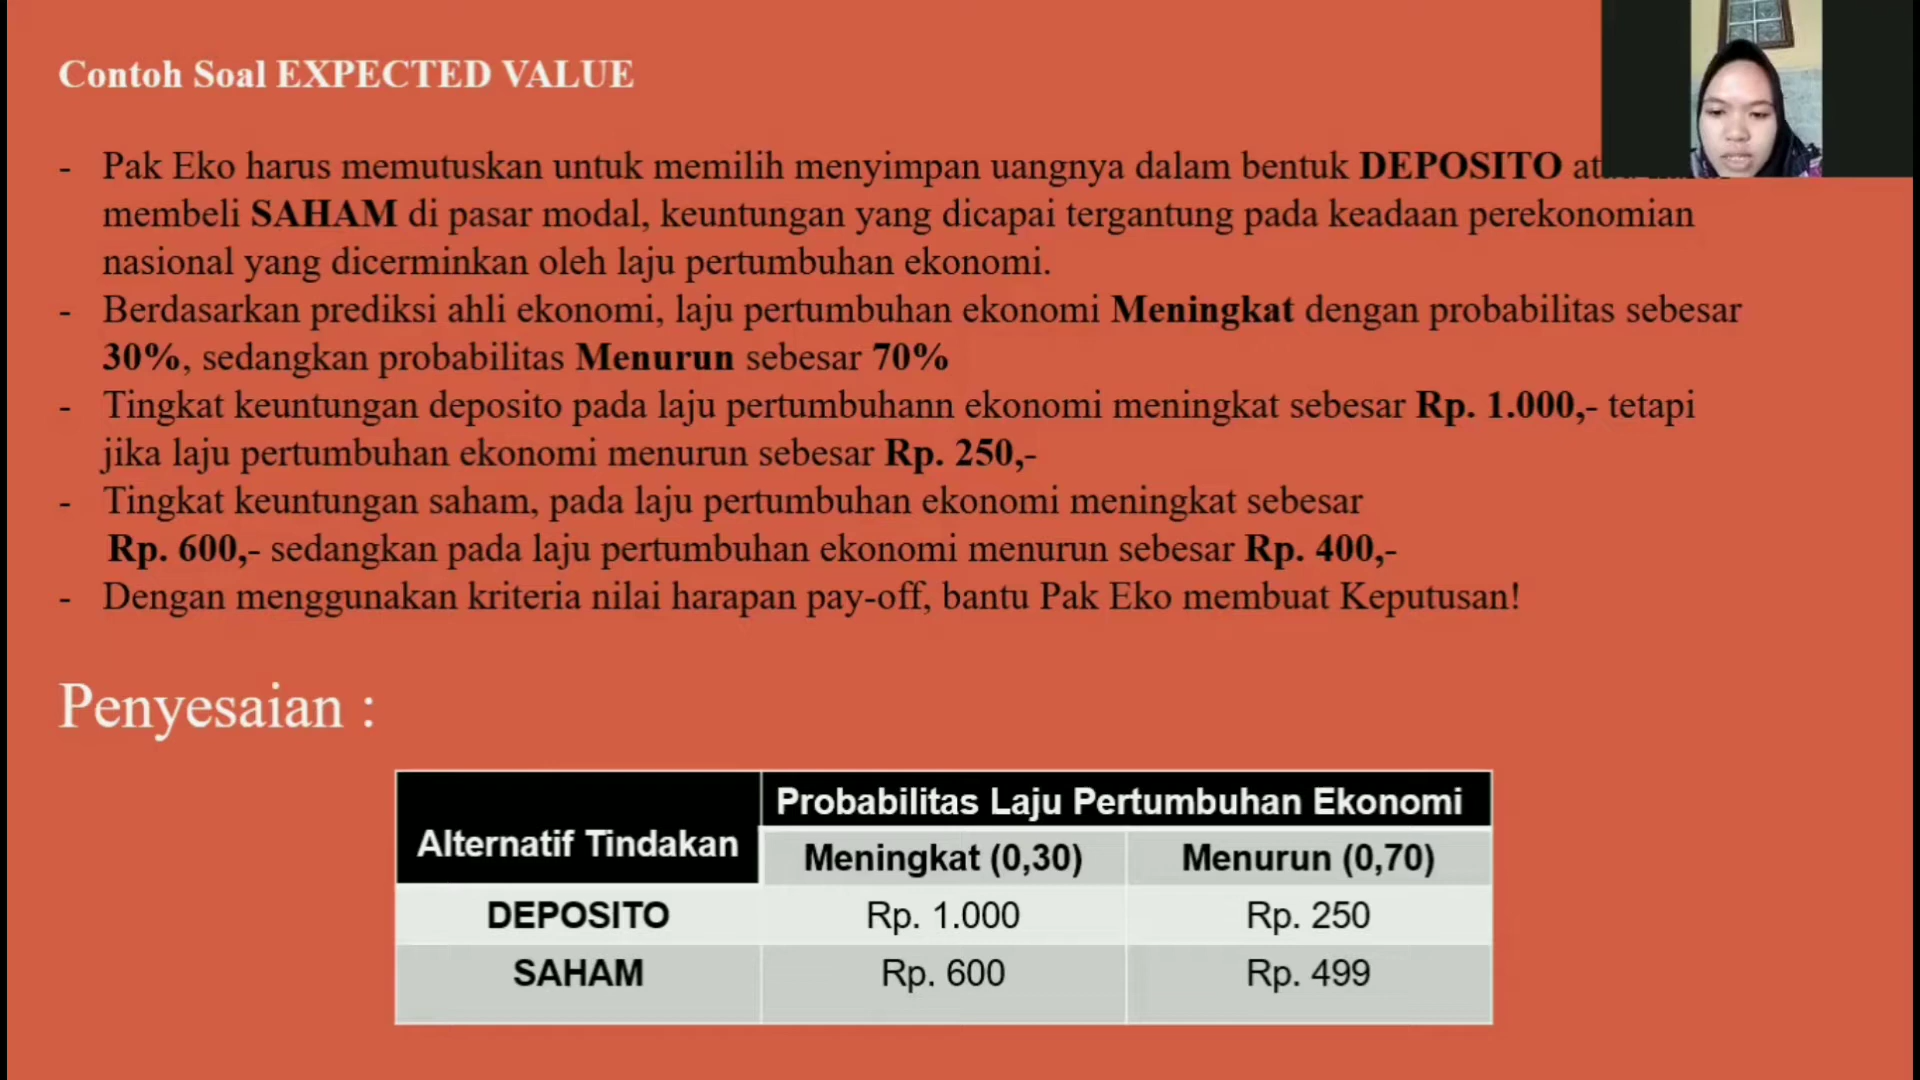 Contoh Soal EXPECTED VALUE
- Pak Eko harus memutuskan untuk memilih menyimpan uangnya dalam bentuk DEPOSITO
membeli SAHAM di pasar modal, keuntungan yang dicapai tergantung pada keadaan perekonomian
nasional yang dicerminkan oleh laju pertumbuhan ekonomi.
- Berdasarkan prediksi ahli ekonomi, laju pertumbuhan ekonomi Meningkat dengan probabilitas sebesar
30%, sedangkan probabilitas Menurun sebesar 70%
- Tingkat keuntungan deposito pada laju pertumbuhann ekonomi meningkat sebesar Rp. 1.000,- tetapi
jika laju pertumbuhan ekonomi menurun sebesar Rp. 250,-
- Tingkat keuntungan saham, pada laju pertumbuhan ekonomi meningkat sebesar
Rp. 600,- sedangkan pada laju pertumbuhan ekonomi menurun sebesar Rp. 400,-
- Dengan menggunakan kriteria nilai harapan pay-off, bantu Pak Eko membuat Keputusan!
Penyesaian :
Alternatif Tindakan
Probabilitas Laju Pertumbuhan Ekonomi
Meningkat (0,30) Menurun (0,70)
DEPOSITO Rp. 1.000 Rp. 250
SAHAM Rp. 600 Rp. 499